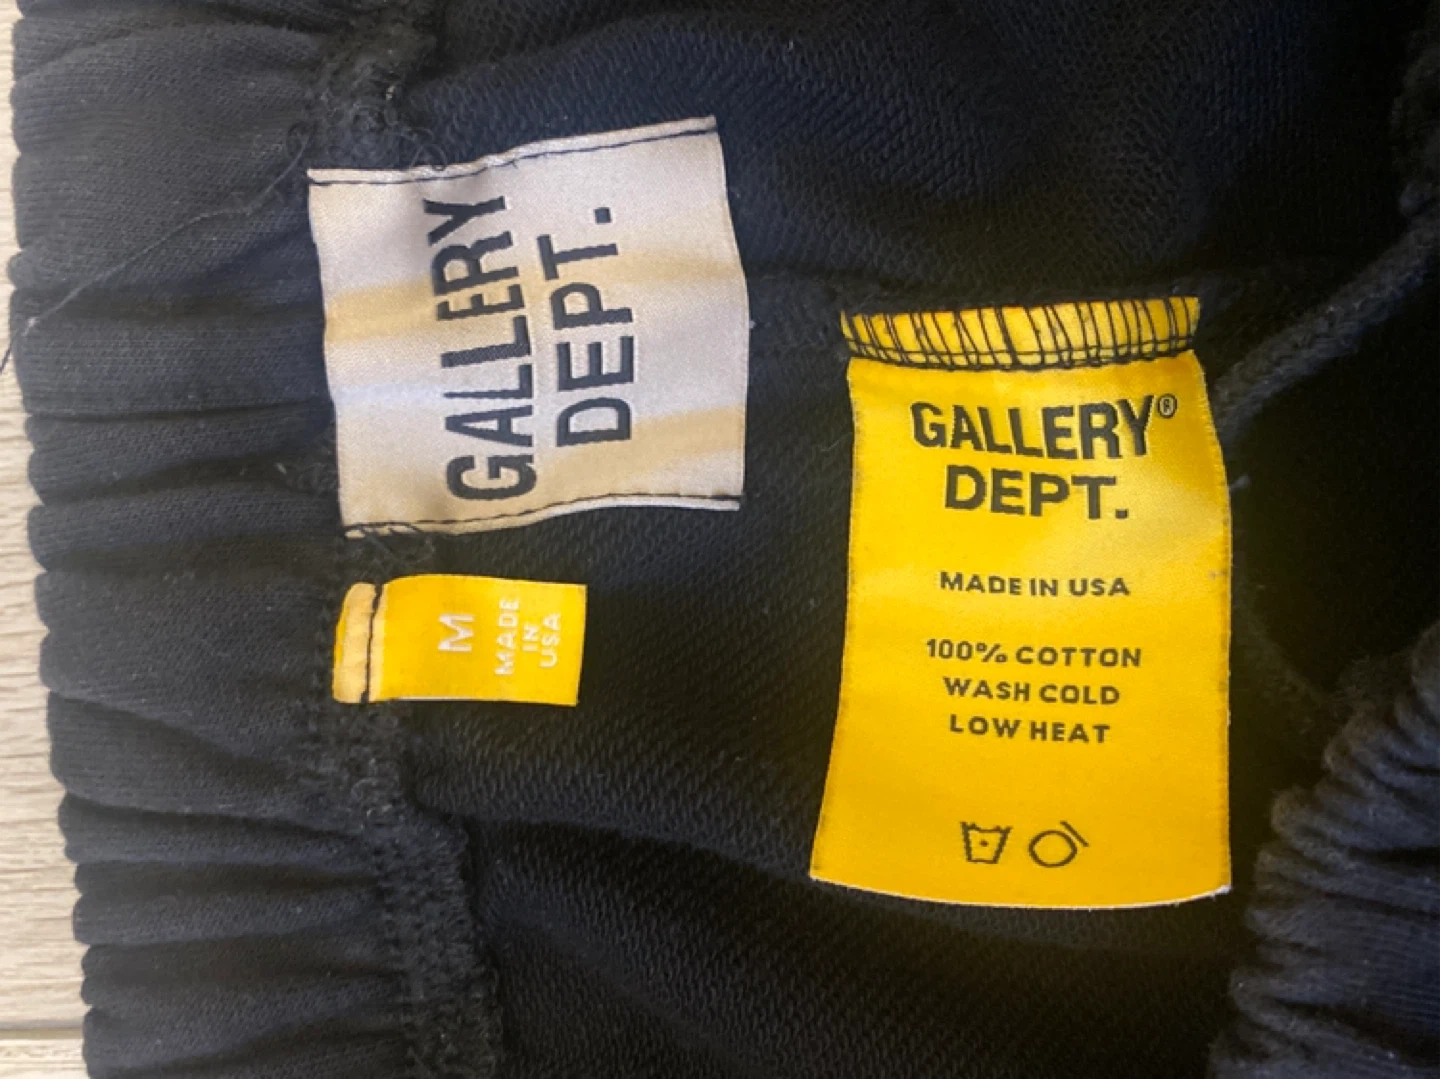 GALLERY
DEPT.
M
MADE
IN
USA
GALLERY®
DEPT.
MADE IN USA
100% COTTON
WASH COLD
LOW HEAT